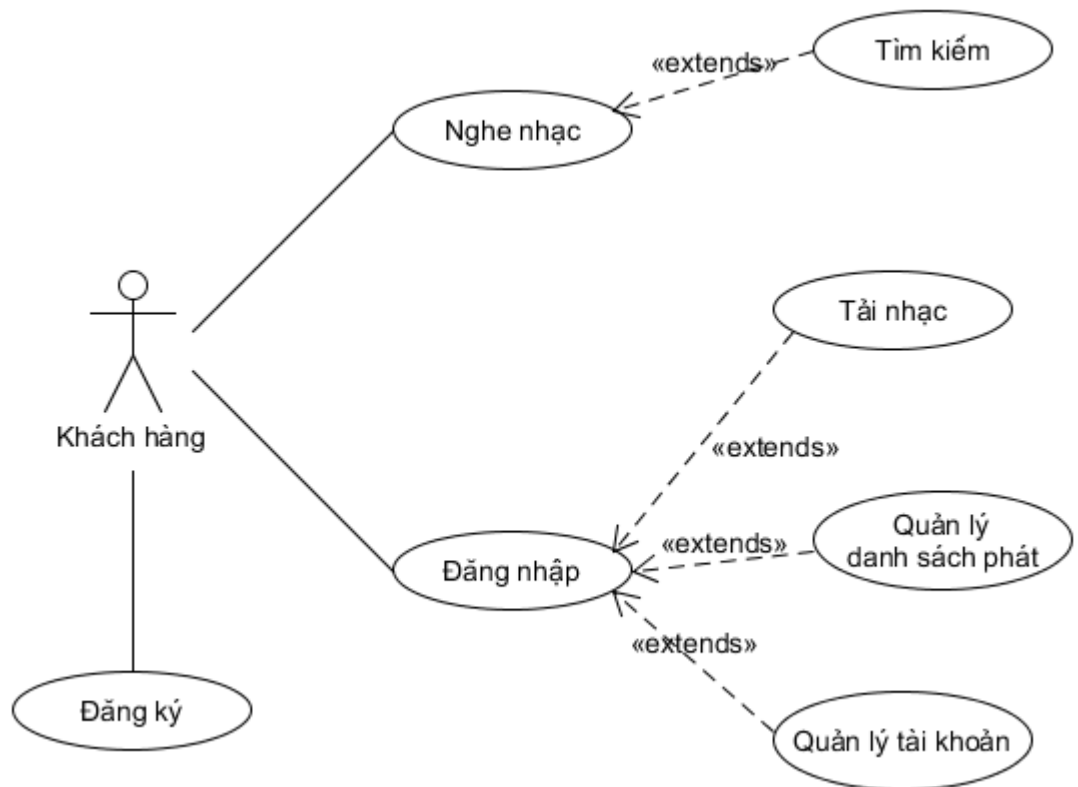 Tìm kiếm
«extends»
Nghe nhạc
Tải nhạc
Khách hàng
«extends»
Quản lý
danh sách phát
«extends»
Đăng nhập
«extends»
Đăng ký
Quản lý tài khoản